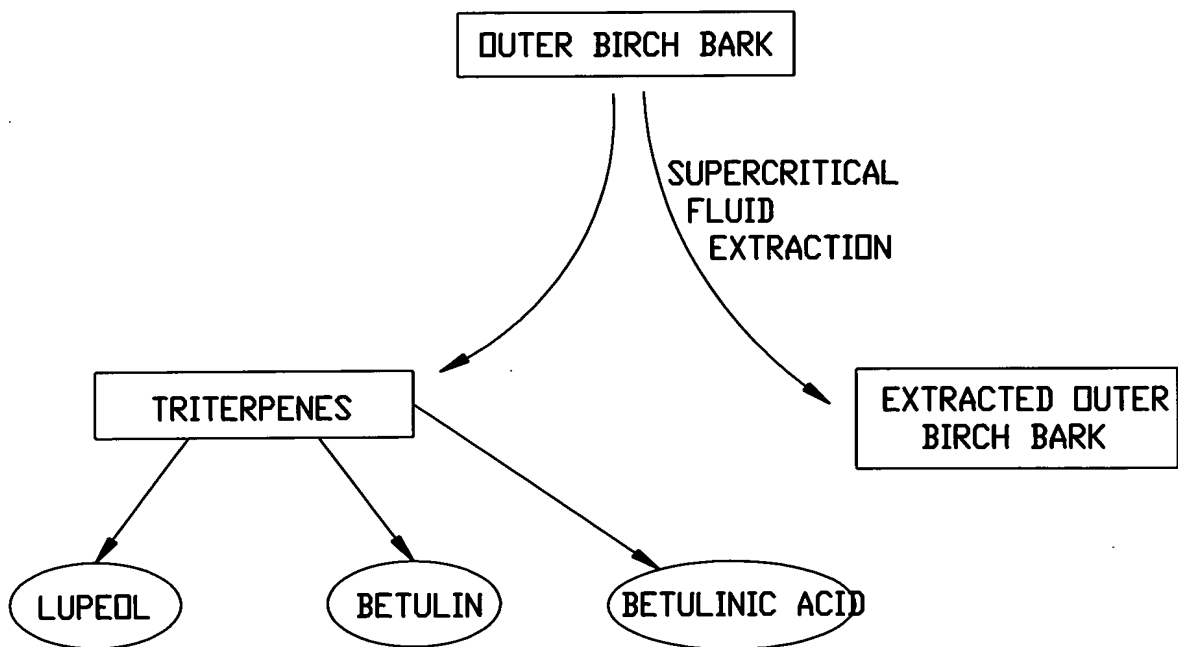 OUTER BIRCH BARK
SUPERCRITICAL
FLUID
EXTRACTION
TRITERPENES
EXTRACTED OUTER
BIRCH BARK
LUPEOL
BETULIN
BETULINIC ACID